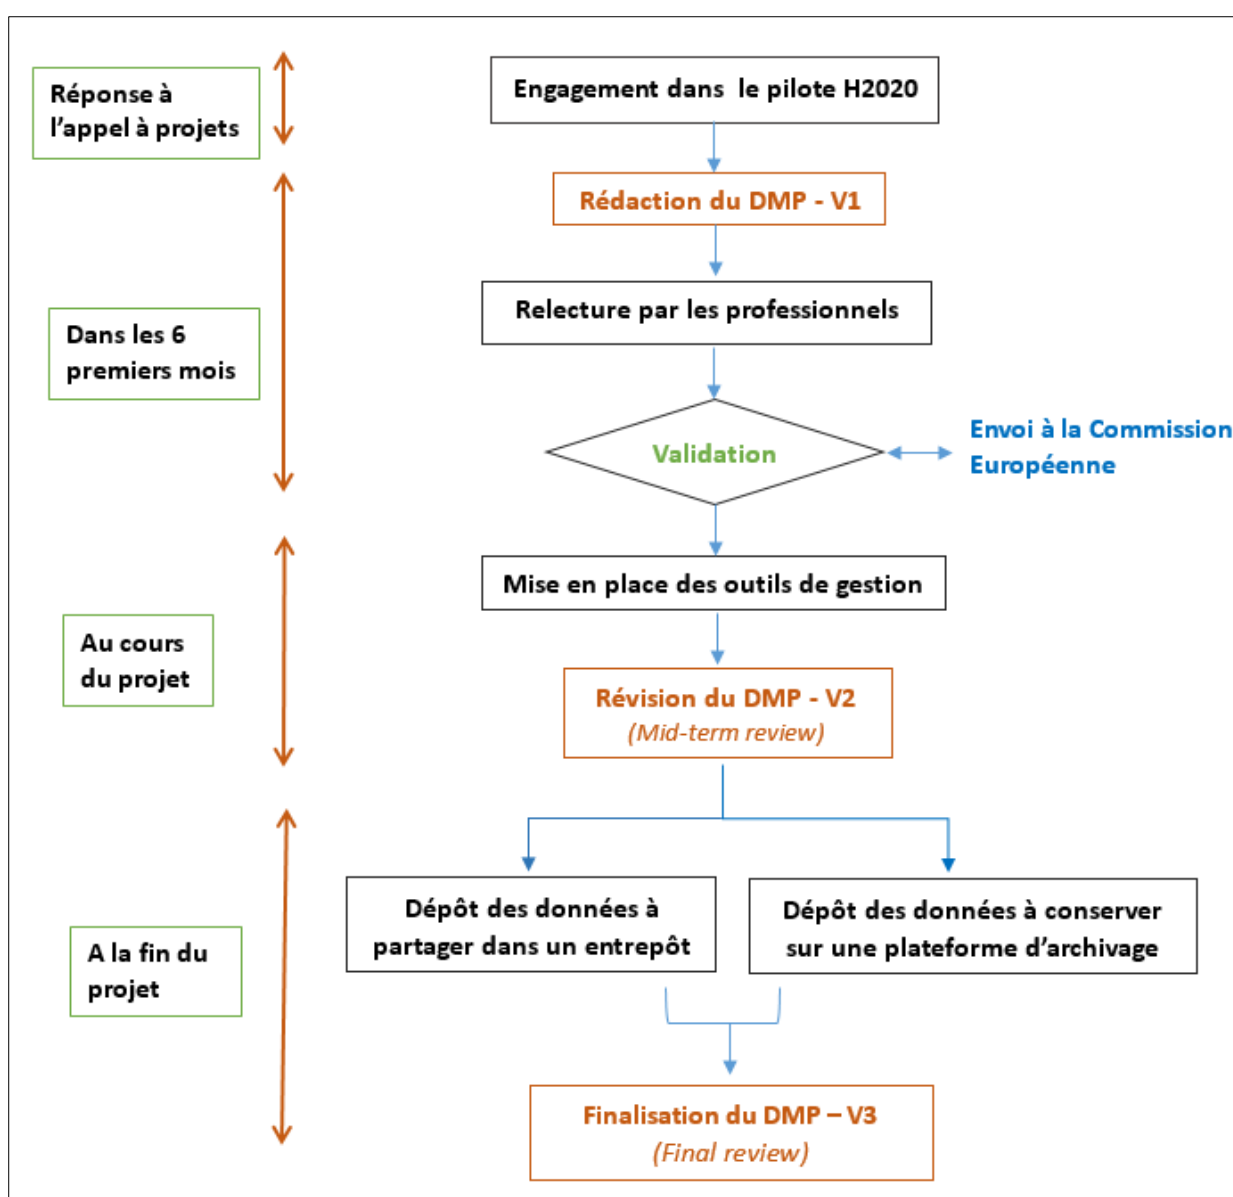 Réponse à
l'appel à projets
Engagement dans le pilote H2020
Rédaction du DMP - V1
Relecture par les professionnels
Dans les 6
premiers mois
Validation
Envoi à la Commission
Européenne
Mise en place des outils de gestion
Au cours
du projet
Révision du DMP - V2
(Mid-term review)
Dépôt des données à
partager dans un entrepôt
Dépôt des données à conserver
sur une plateforme d'archivage
A la fin du
projet
Finalisation du DMP – V3
(Final review)